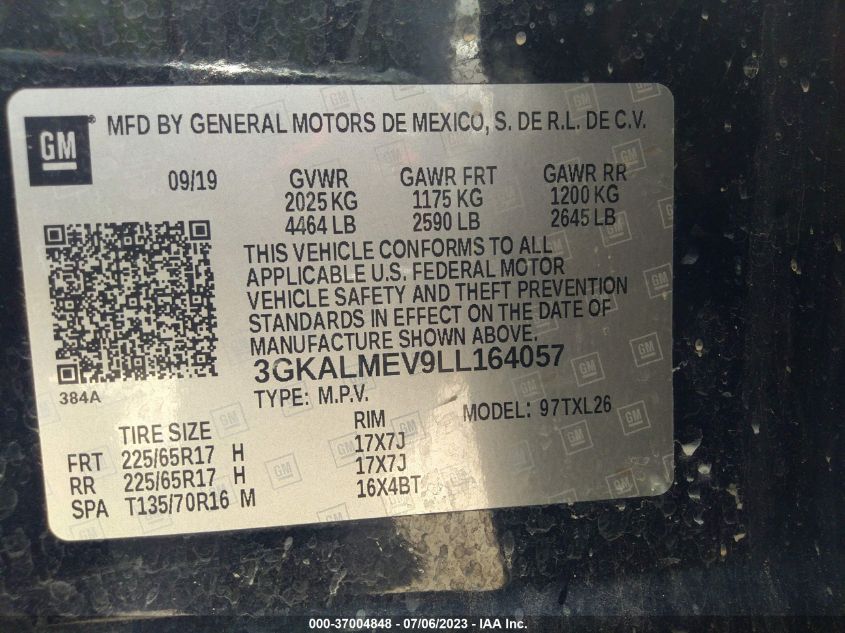 GM ® MFD BY GENERAL MOTORS DE MEXICO, S. DE R.L. DE C.V.
09/19 GVWR GAWR FRT GAWR RR
2025 KG 1175 KG 1200 KG
4464 LB 2590 LB 2645 LB
THIS VEHICLE CONFORMS TO ALL
APPLICABLE U.S. FEDERAL MOTOR
VEHICLE SAFETY AND THEFT PREVENTION
STANDARDS IN EFFECT ON THE DATE OF
MANUFACTURE SHOWN ABOVE.
3GKALMEV9LL164057
384A
TYPE: M.P.V. MODEL: 97TXL26
TIRE SIZE RIM
FRT 225/65R17 H 17X7J
RR 225/65R17 H 17X7J
SPA T135/70R16 M 16X4BT
000-37004848 - 07/06/2023 - IAA Inc.